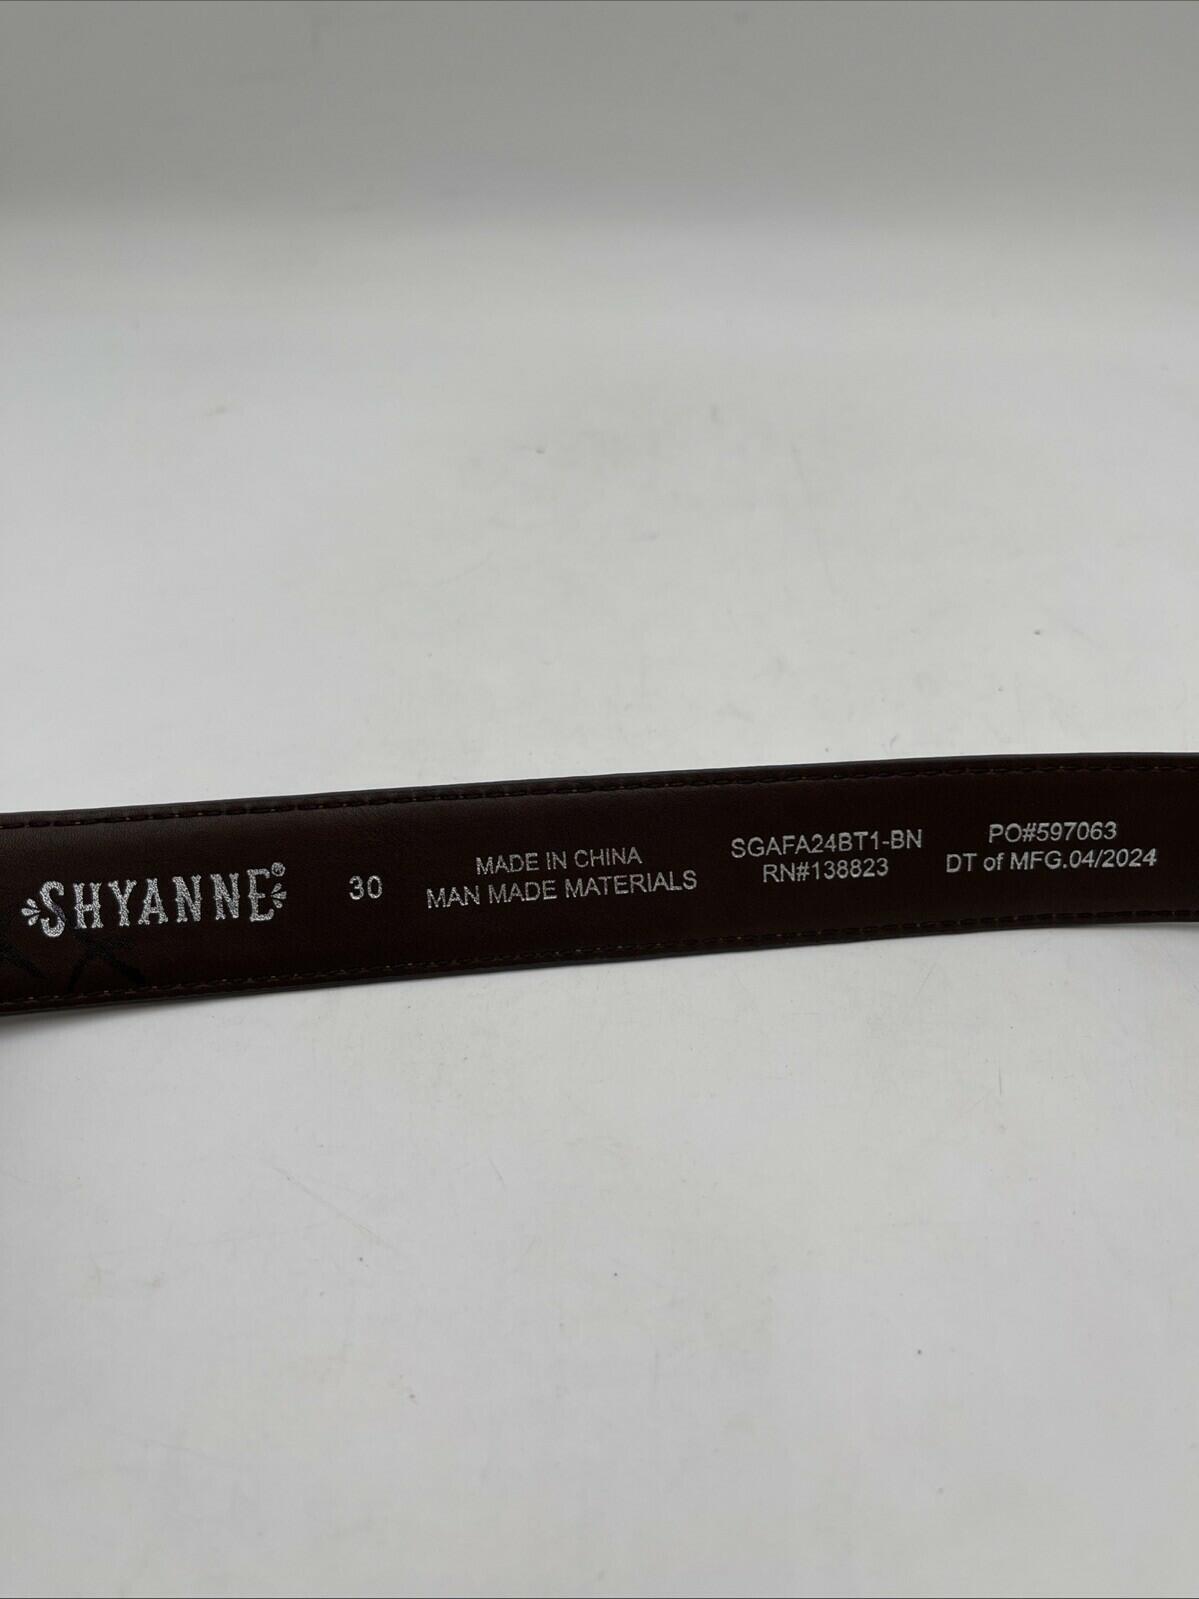 SHYANNE®
30
MADE IN CHINA
MAN MADE MATERIALS
SGAFA24BT1-BN
RN#138823
PO#597063
DT of MFG.04/2024